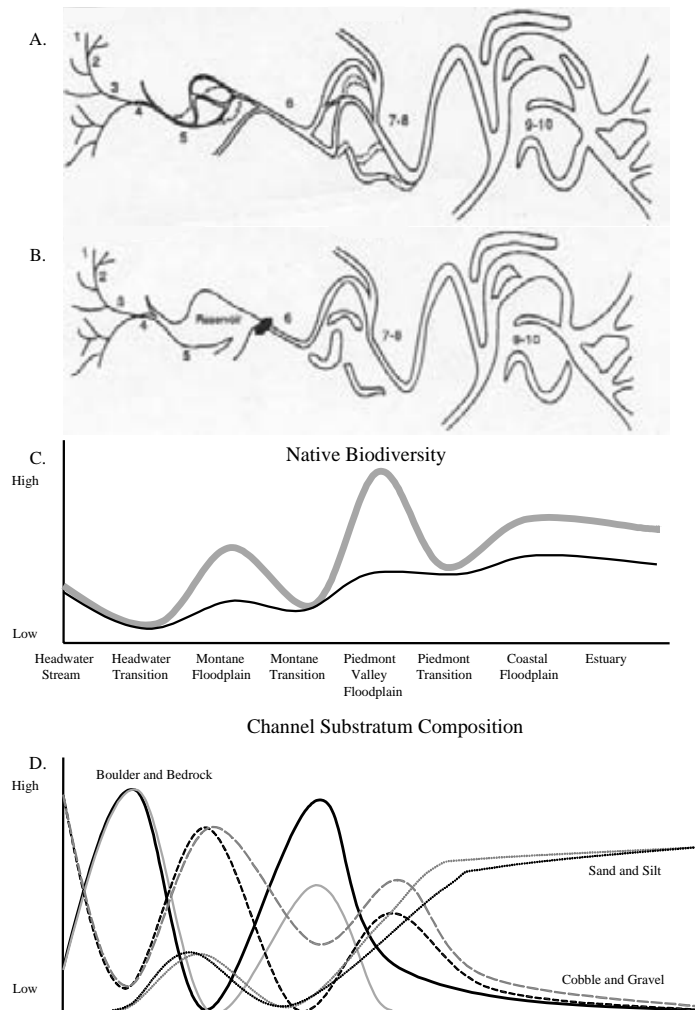 A.
1
2
3
4
5
6
7-8
9-10
B.
1
2
3
4
Reservoir
5
6
7-8
9-10
C.
Native Biodiversity
High
Low
Headwater Stream
Headwater Transition
Montane Floodplain
Montane Transition
Piedmont Valley Floodplain
Piedmont Transition
Coastal Floodplain
Estuary
Channel Substratum Composition
D.
High
Boulder and Bedrock
Sand and Silt
Cobble and Gravel
Low